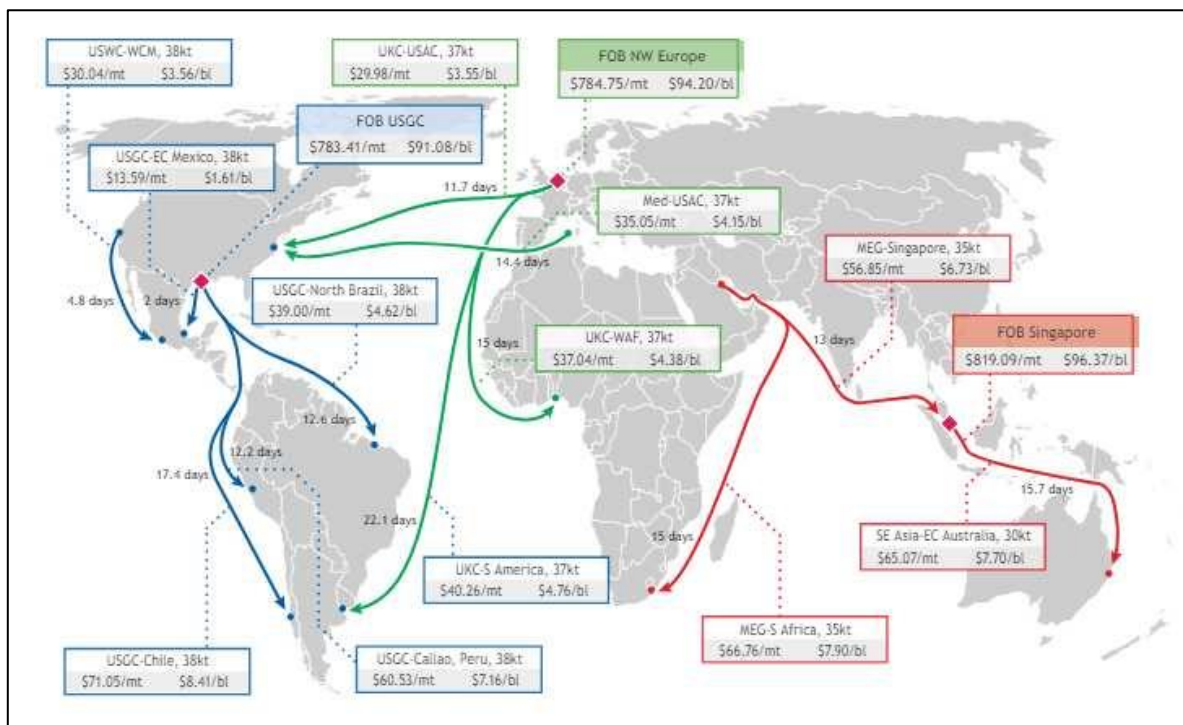 USWC-WCM, 38kt
$30.04/mt $3.56/bl
UKC-USAC, 37kt
$29.98/mt $3.55/bl
FOB NW Europe
$784.75/mt $94.20/bl
FOB USGC
$783.41/mt $91.08/bl
USGC-EC Mexico, 38kt
$13.59/mt $1.61/bl
11.7 days
Med-USAC, 37kt
$35.05/mt $4.15/bl
MEG-Singapore, 35kt
$56.85/mt $6.73/bl
14.4 days
USGC-North Brazil, 38kt
$39.00/mt $4.62/bl
4.8 days
2 days
FOB Singapore
$819.09/mt $96.37/bl
UKC-WAF, 37kt
$37.04/mt $4.38/bl
15 days
13 days
12.6 days
12.2 days
17.4 days
15.7 days
22.1 days
15 days
SE Asia-EC Australia, 30kt
$65.07/mt $7.70/bl
UKC-S America, 37kt
$40.26/mt $4.76/bl
MEG-S Africa, 35kt
$66.76/mt $7.90/bl
USGC-Chile, 38kt
$71.05/mt $8.41/bl
USGC-Callao, Peru, 38kt
$60.53/mt $7.16/bl